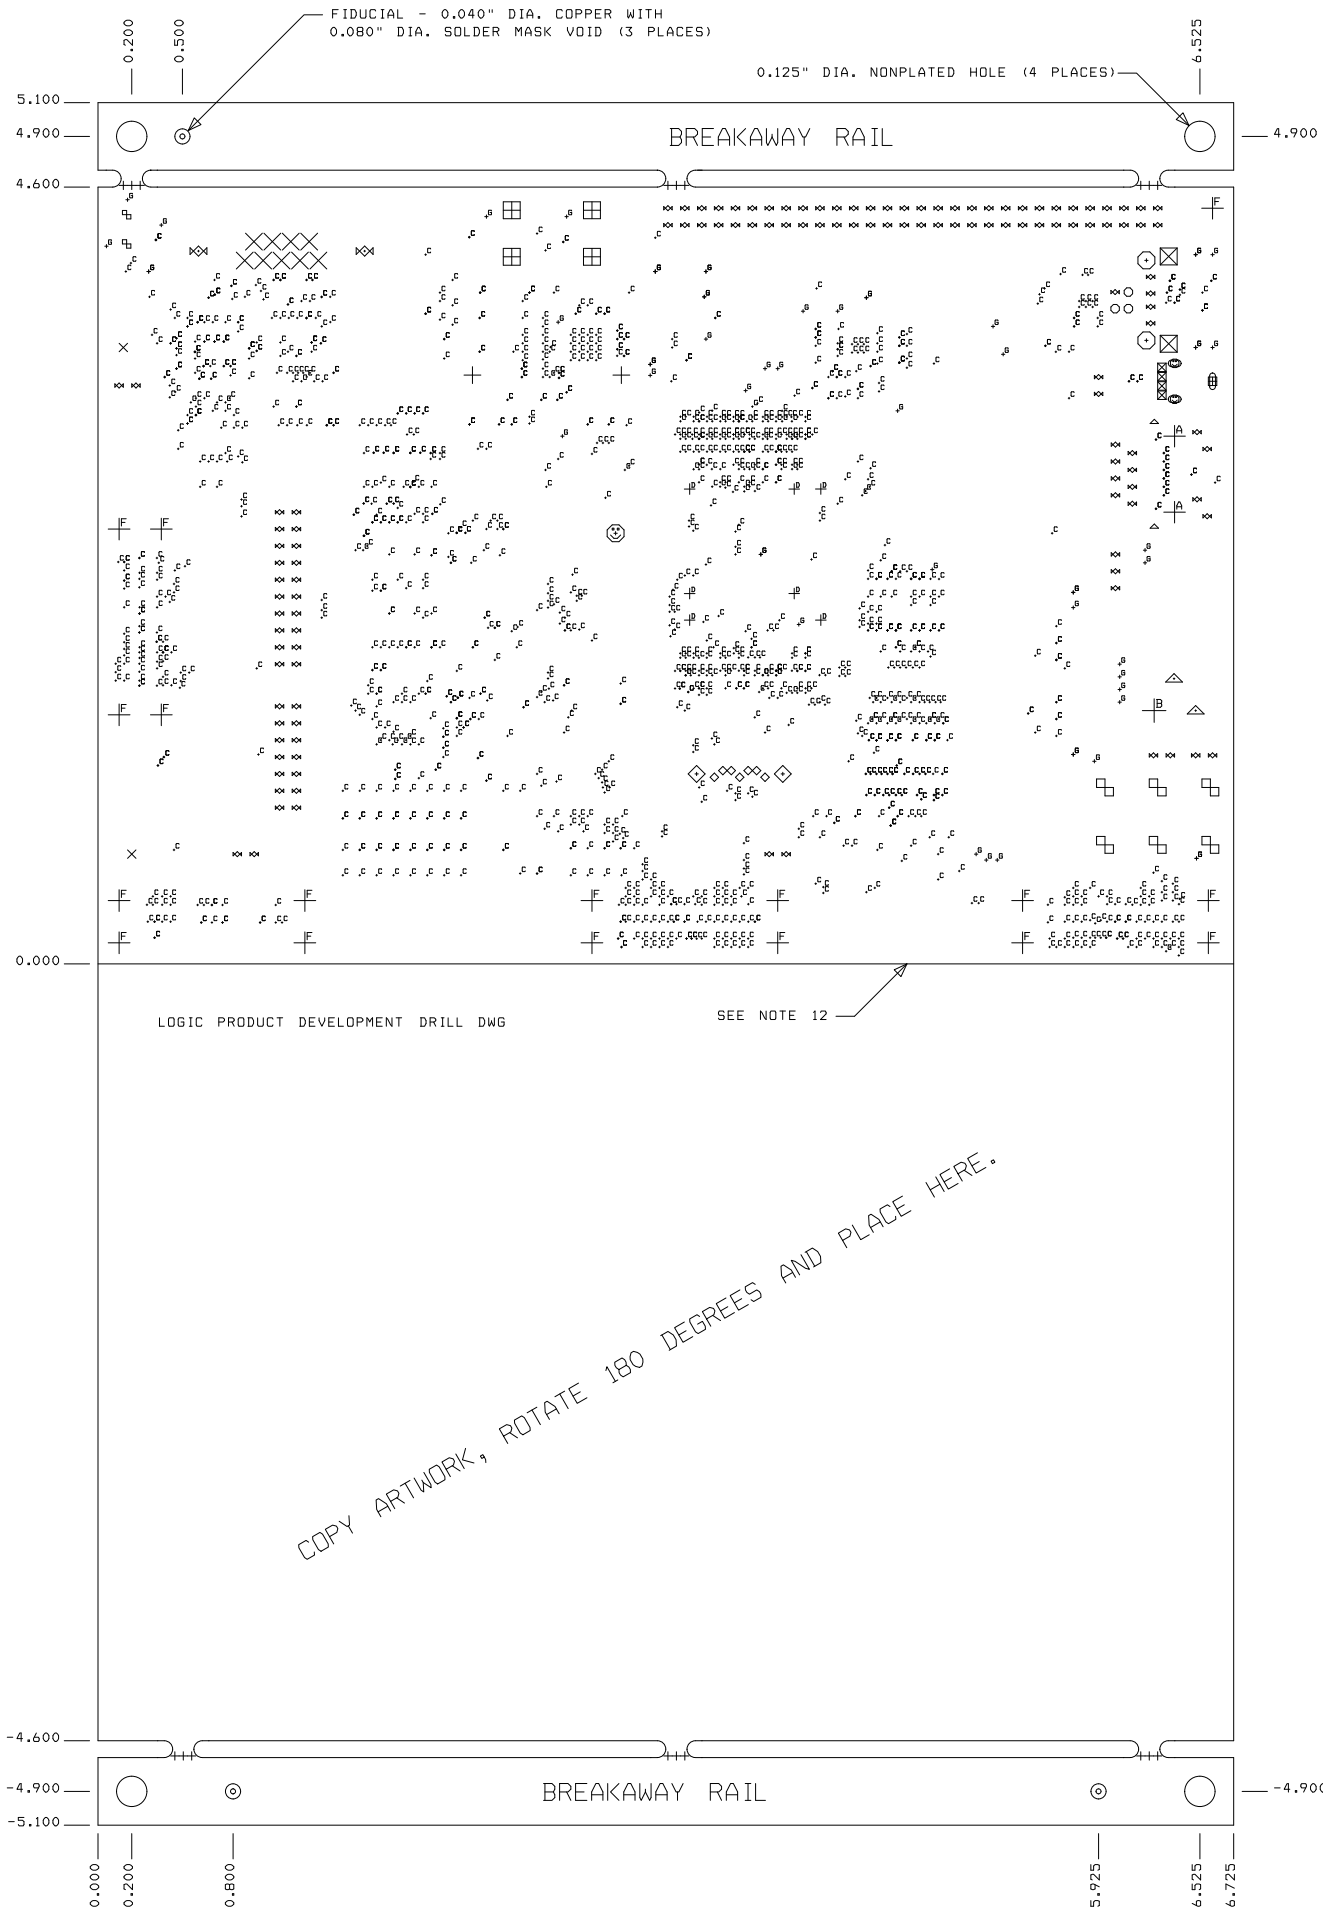 FIDUCIAL - 0.040" DIA. COPPER WITH
0.080" DIA. SOLDER MASK VOID (3 PLACES)
0.200
0.500
6.525
0.125" DIA. NONPLATED HOLE (4 PLACES)
5.100
4.900
BREAKAWAY RAIL
4.900
4.600
0.000
LOGIC PRODUCT DEVELOPMENT DRILL DWG
SEE NOTE 12
COPY ARTWORK, ROTATE 180 DEGREES AND PLACE HERE.
-4.600
-4.900
BREAKAWAY RAIL
-4.900
-5.100
0.000
0.200
0.800
5.925
6.525
6.725